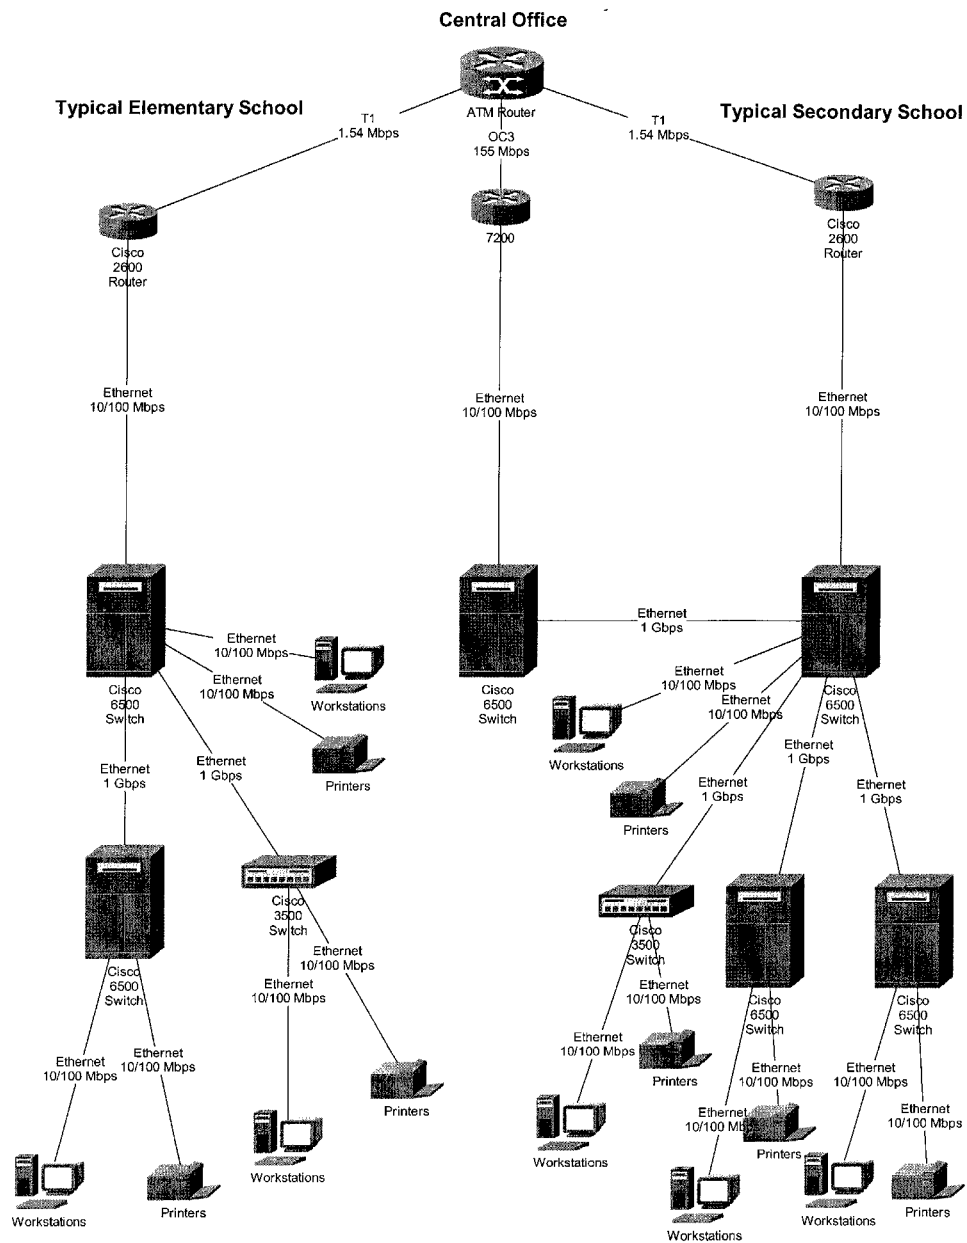 Central Office
Typical Elementary School
Typical Secondary School
ATM Router
T1
1.54 Mbps
OC3
155 Mbps
T1
1.54 Mbps
Cisco
2600
Router
7200
Cisco
2600
Router
Ethernet
10/100 Mbps
Ethernet
10/100 Mbps
Ethernet
10/100 Mbps
Ethernet
10/100 Mbps
Ethernet
10/100 Mbps
Workstations
Cisco
6500
Switch
Printers
Ethernet
1 Gbps
Ethernet
1 Gbps
Cisco
6500
Switch
Ethernet
1 Gbps
Cisco
6500
Switch
Ethernet
10/100 Mbps
Ethernet
10/100 Mbps
Workstations
Printers
Ethernet
1 Gbps
Ethernet
1 Gbps
Ethernet
1 Gbps
Cisco
6500
Switch
Cisco
3500
Switch
Ethernet
10/100 Mbps
Ethernet
10/100 Mbps
Ethernet
10/100 Mbps
Ethernet
10/100 Mbps
Workstations
Printers
Workstations
Printers
Cisco
3500
Switch
Cisco
6500
Switch
Cisco
6500
Switch
Ethernet
10/100 Mbps
Ethernet
10/100 Mbps
Printers
Workstations
Ethernet
10/100 Mbps
Ethernet
10/100 Mbps
Printers
Workstations
Ethernet
10/100 Mbps
Ethernet
10/100 Mbps
Workstations
Printers